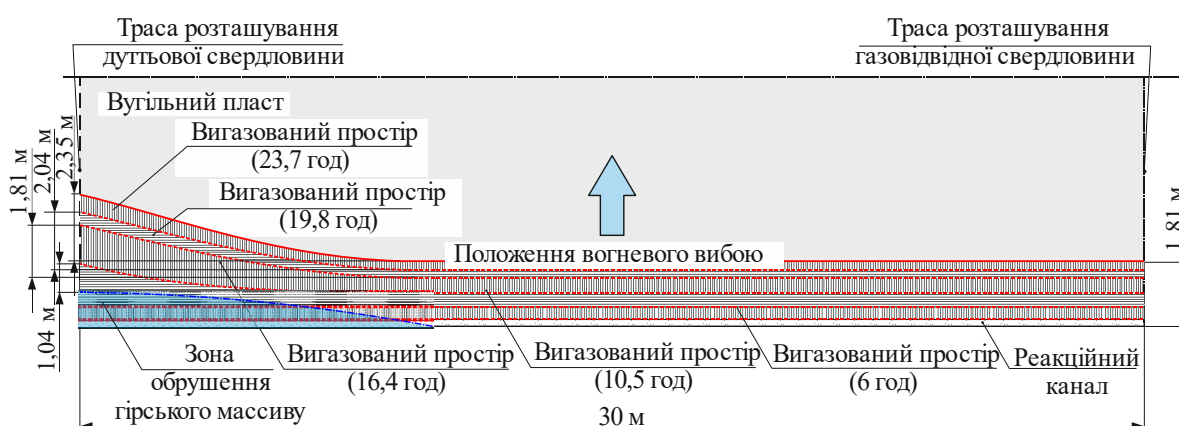 Траса розташування
дуттьової свердловини
Траса розташування
газовідвідної свердловини
Вугільний пласт
Вигазований простір
(23,7 год)
Вигазований простір
(19,8 год)
1,81 м
2,04 м
2,35 м
1,81 м
Положення вогневого вибою
1,04 м
Зона
обрушення
гірського массиву
Вигазований простір
(16,4 год)
Вигазований простір
(10,5 год)
Вигазований простір
(6 год)
Реакційний
канал
30 м